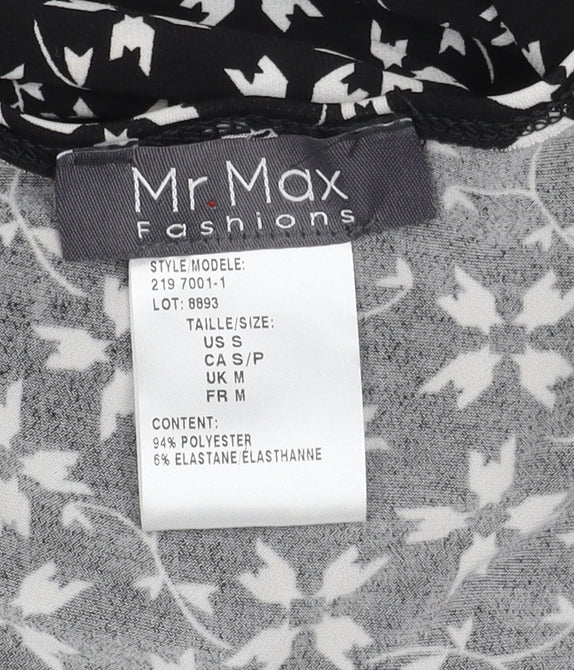 Mr. Max
Fashions
STYLE/MODELE:
219 7001-1
LOT: 8893
TAILLE/SIZE:
US S
CA S/P
UK M
FR M
CONTENT:
94% POLYESTER
6% ELASTANE/ÉLASTHANNE